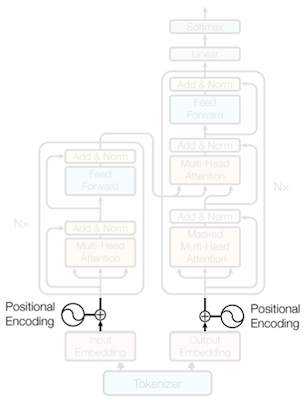 Softmax
Linear
Add & Norm
Feed
Forward
Add & Norm
Multi-Head
Attention
Add & Norm
Masked
Multi-Head
Attention
N×
Add & Norm
Feed
Forward
Add & Norm
Multi-Head
Attention
N×
Positional
Encoding
Positional
Encoding
Input
Embedding
Output
Embedding
Tokenizer